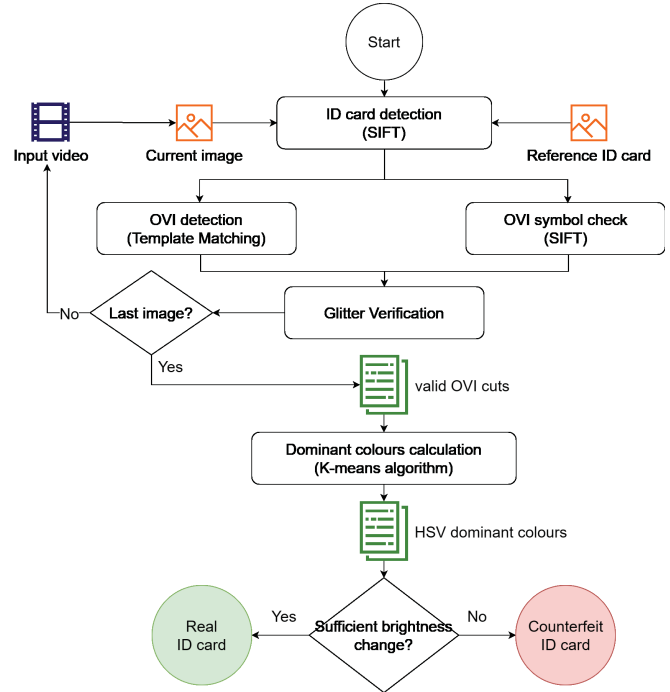 Start
ID card detection
(SIFT)
Input video
Current image
Reference ID card
OVI detection
(Template Matching)
OVI symbol check
(SIFT)
No
Last image?
Glitter Verification
Yes
valid OVI cuts
Dominant colours calculation
(K-means algorithm)
HSV dominant colours
Real
ID card
Yes
Sufficient brightness
change?
No
Counterfeit
ID card